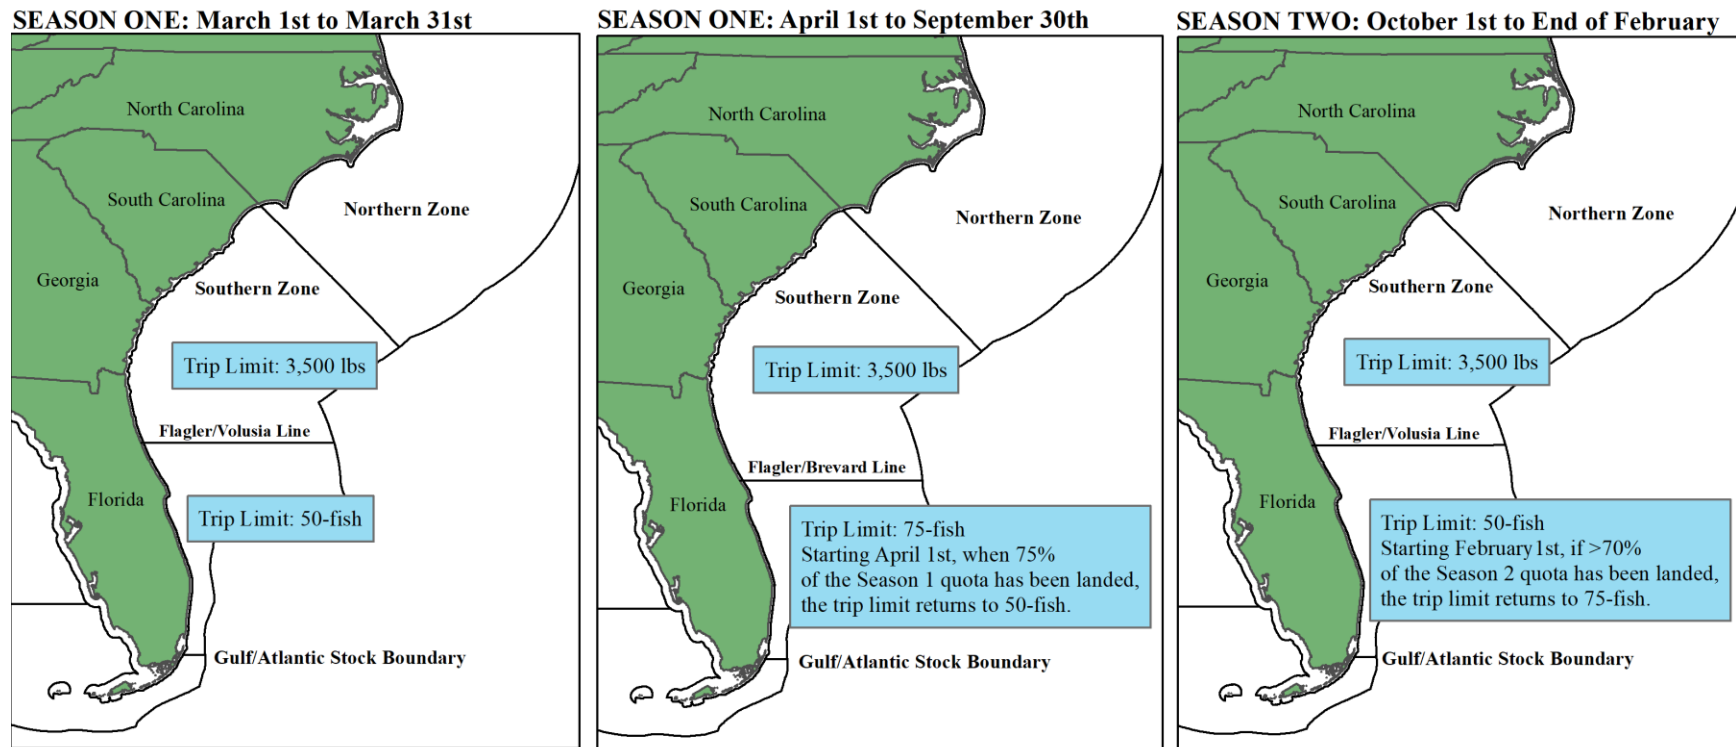 SEASON ONE: March 1st to March 31st
North Carolina
South Carolina
Northern Zone
Georgia
Southern Zone
Trip Limit: 3,500 lbs
Flagler/Volusia Line
Florida
Trip Limit: 50-fish
Gulf/Atlantic Stock Boundary
SEASON ONE: April 1st to September 30th
North Carolina
South Carolina
Northern Zone
Georgia
Southern Zone
Trip Limit: 3,500 lbs
Flagler/Brevard Line
Florida
Trip Limit: 75-fish
Starting April 1st, when 75%
of the Season 1 quota has been landed,
the trip limit returns to 50-fish.
Gulf/Atlantic Stock Boundary
SEASON TWO: October 1st to End of February
North Carolina
South Carolina
Northern Zone
Georgia
Southern Zone
Trip Limit: 3,500 lbs
Flagler/Volusia Line
Florida
Trip Limit: 50-fish
Starting February 1st, if >70%
of the Season 2 quota has been landed,
the trip limit returns to 75-fish.
Gulf/Atlantic Stock Boundary